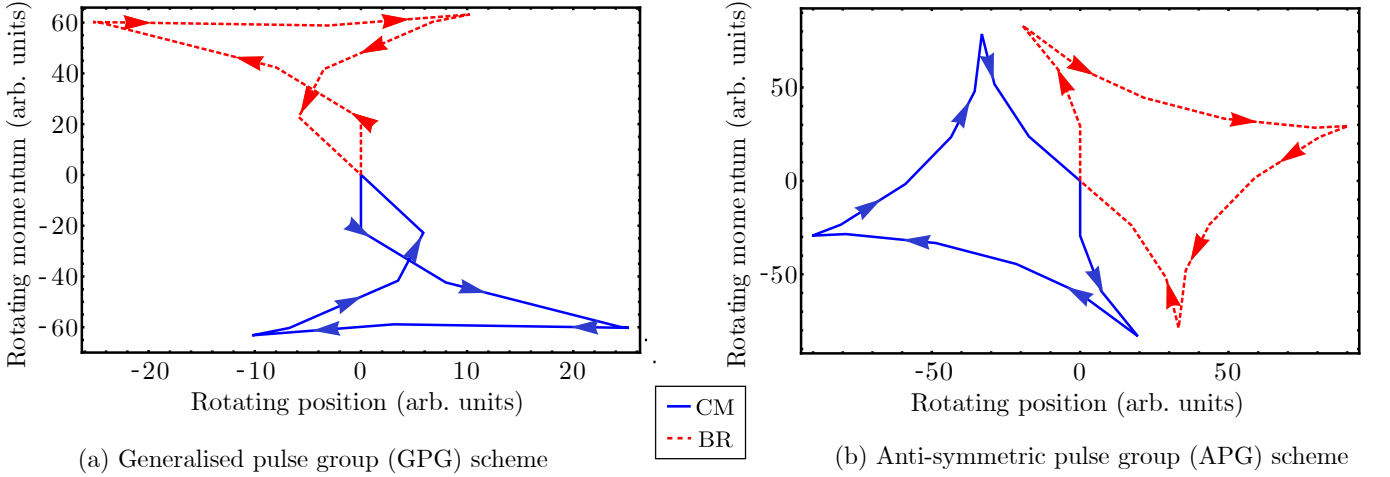 Rotating momentum (arb. units)
60
40
20
0
-20
-40
-60
-20
-10
0
10
20
Rotating position (arb. units)
(a) Generalised pulse group (GPG) scheme
CM
BR
Rotating momentum (arb. units)
50
0
-50
-50
0
50
Rotating position (arb. units)
(b) Anti-symmetric pulse group (APG) scheme